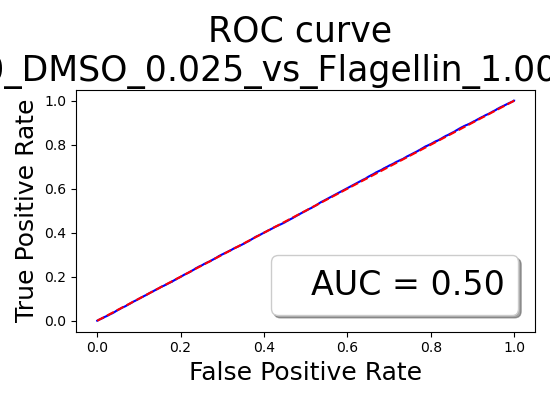 ROC curve
_DMSO_0.025_vs_Flagellin_1.00
True Positive Rate
1.0
0.8
0.6
0.4
0.2
0.0
AUC = 0.50
0.0 0.2 0.4 0.6 0.8 1.0
False Positive Rate